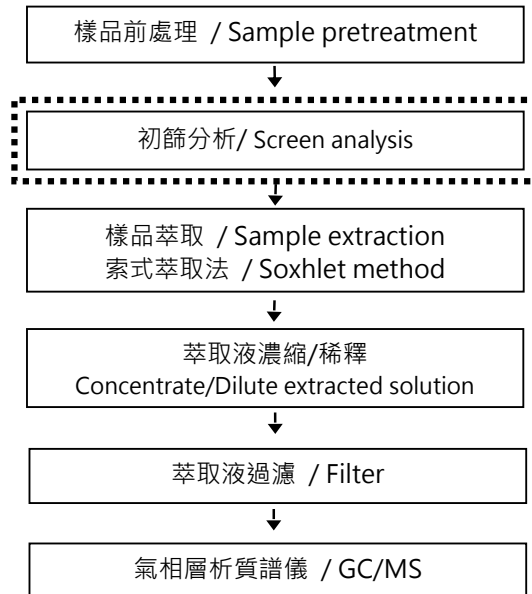 樣品前處理 / Sample pretreatment
初篩分析/ Screen analysis
樣品萃取 / Sample extraction
索式萃取法 / Soxhlet method
萃取液濃縮/稀釋
Concentrate/Dilute extracted solution
萃取液過濾 / Filter
氣相層析質譜儀 / GC/MS